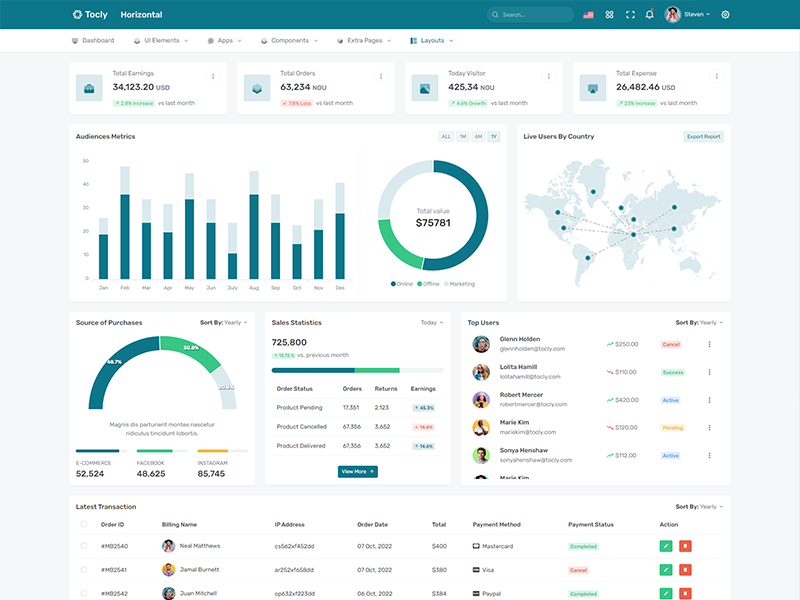 Tocly
Horizontal
Search...
Steven
Dashboard
UI Elements
Apps
Components
Extra Pages
Layouts
Total Earnings
34,123.20 USD
2.8% Increase vs last month
Total Orders
63,234 NOU
7.8% Loss vs last month
Today Visitor
425,34 NOU
4.6% Growth vs last month
Total Expense
26,482.46 USD
23% Increase vs last month
Audiences Metrics
ALL 1M 6M 1Y
50
40
30
20
10
0
Jan Feb Mar Apr May Jun July Aug Sep Oct Nov Des
Total value
$75781
Online Offline Marketing
Live Users By Country
Export Report
Source of Purchases
Sort By: Yearly
30.8%
Magnis dis parturient montes nascetur
ridiculus tincidunt lobortis.
E-COMMERCE
52,524
FACEBOOK
48,625
INSTAGRAM
85,745
Sales Statistics
Today
725,800
vs. previous month
Order Status Orders Returns Earnings
Product Pending 17,351 2,123 45.3%
Product Cancelled 67,356 3,652 14.6%
Product Delivered 67,356 3,652 14.6%
View More
Top Users
Sort By: Yearly
Glenn Holden
glennholden@tocly.com
$250.00
Cancel
Lolita Hamill
lolitahamill@tocly.com
$110.00
Success
Robert Mercer
robertmercer@tocly.com
$420.00
Active
Marie Kim
mariekim@tocly.com
$120.00
Pending
Sonya Henshaw
sonyahenshaw@tocly.com
$112.00
Active
Marie Kim
Latest Transaction
Sort By: Yearly
Order ID Billing Name IP Address Order Date Total Payment Method Payment Status Action
#MB2540 Neal Matthews cs562xf452dd 07 Oct, 2022 $400 Mastercard Completed
#MB2541 Jamal Burnett ar252xf658dd 07 Oct, 2022 $380 Visa Cancel
#MB2542 Juan Mitchell op632xf223dd 06 Oct, 2022 $384 Paypal Completed